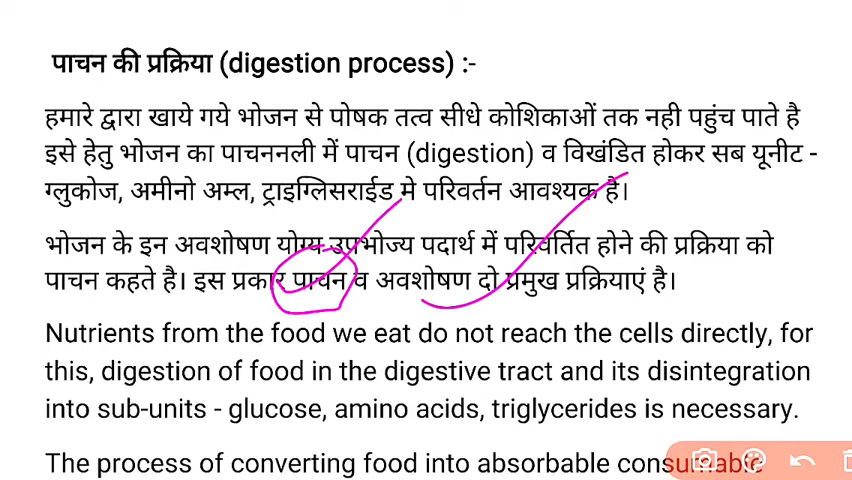 पाचन की प्रक्रिया (digestion process) :-
हमारे द्वारा खाये गये भोजन से पोषक तत्व सीधे कोशिकाओं तक नही पहुंच पाते है
इसे हेतु भोजन का पाचननली में पाचन (digestion) व विखंडित होकर सब यूनीट -
ग्लुकोज, अमीनो अम्ल, ट्राइग्लिसराईड मे परिवर्तन आवश्यक है।
भोजन के इन अवशोषण योग्य उपभोज्य पदार्थ में परिवर्तित होने की प्रक्रिया को
पाचन कहते है। इस प्रकार पाचन व अवशोषण दो प्रमुख प्रक्रियाएं है।
Nutrients from the food we eat do not reach the cells directly, for
this, digestion of food in the digestive tract and its disintegration
into sub-units - glucose, amino acids, triglycerides is necessary.
The process of converting food into absorbable consumable